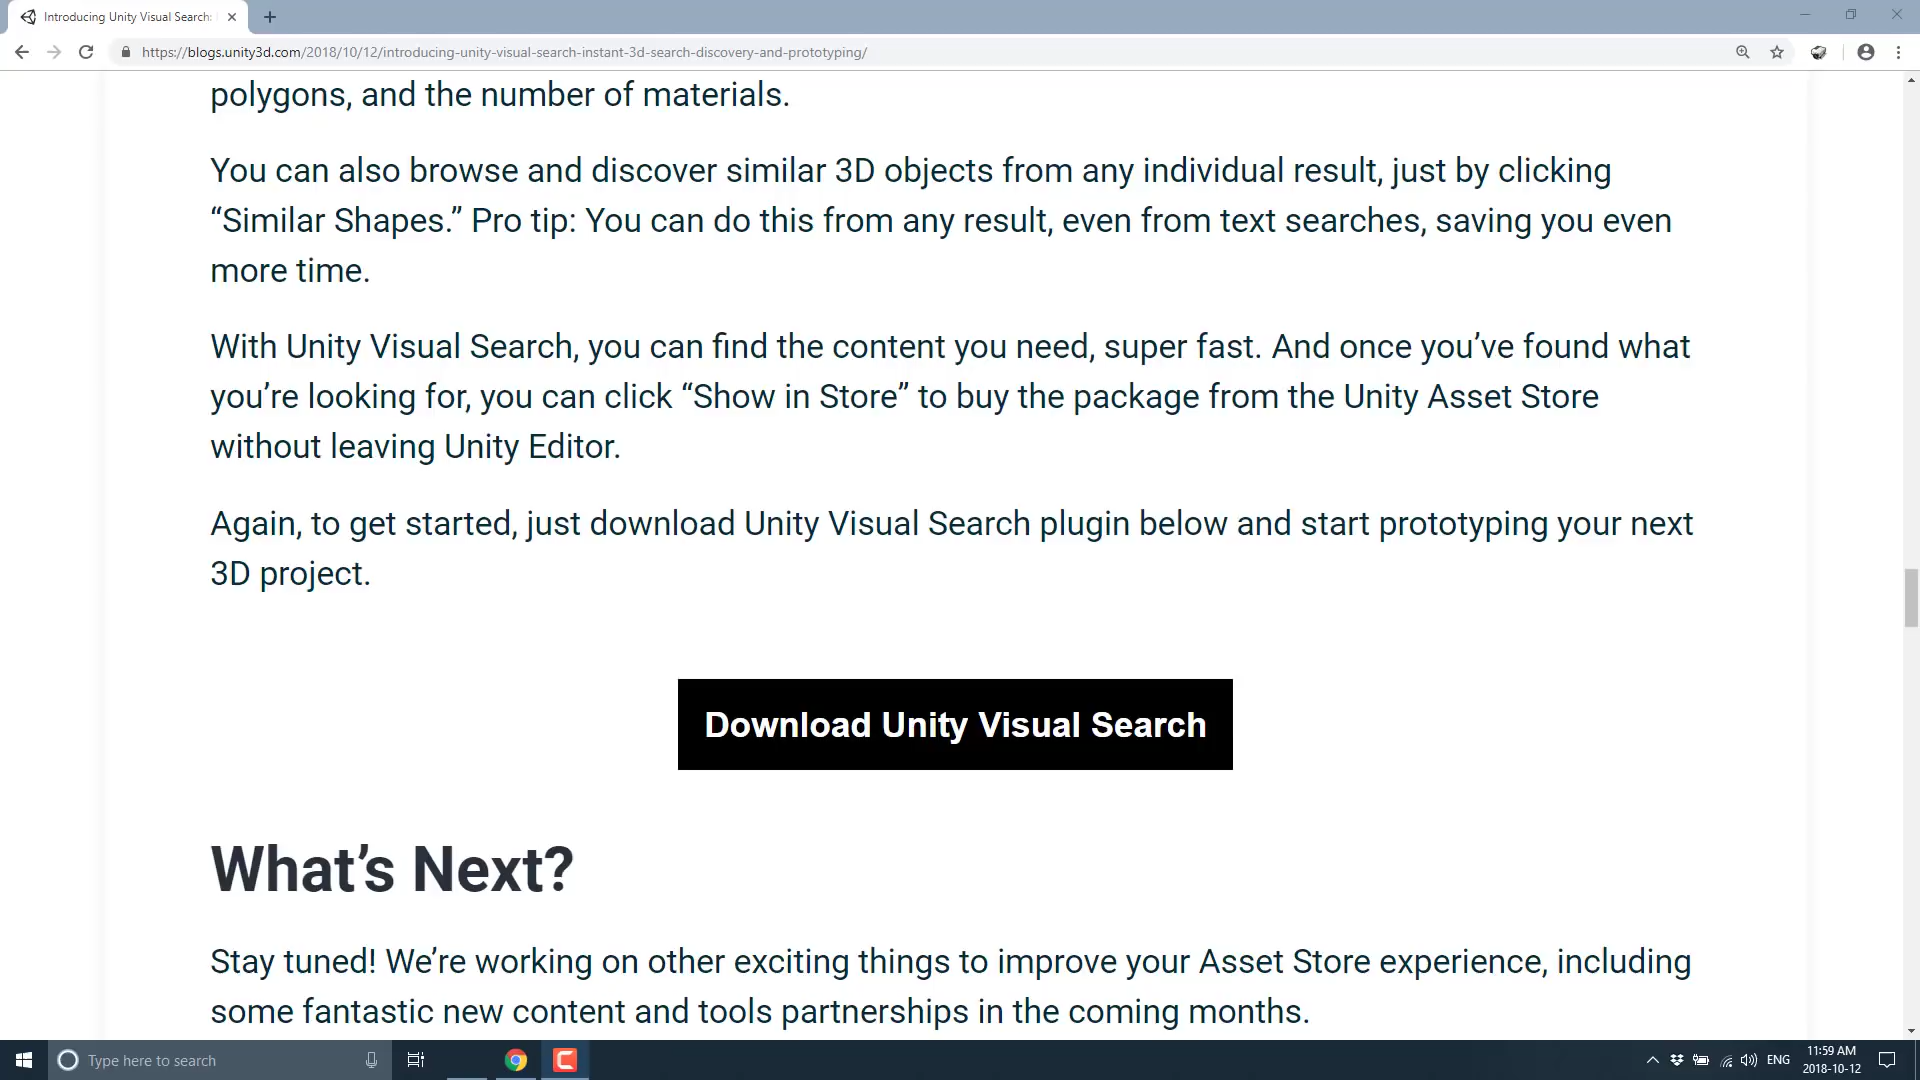 Introducing Unity Visual Search:
https://blogs.unity3d.com/2018/10/12/introducing-unity-visual-search-instant-3d-search-discovery-and-prototyping/
polygons, and the number of materials.
You can also browse and discover similar 3D objects from any individual result, just by clicking
“Similar Shapes.” Pro tip: You can do this from any result, even from text searches, saving you even
more time.
With Unity Visual Search, you can find the content you need, super fast. And once you’ve found what
you’re looking for, you can click “Show in Store” to buy the package from the Unity Asset Store
without leaving Unity Editor.
Again, to get started, just download Unity Visual Search plugin below and start prototyping your next
3D project.
Download Unity Visual Search
What’s Next?
Stay tuned! We’re working on other exciting things to improve your Asset Store experience, including
some fantastic new content and tools partnerships in the coming months.
Type here to search
ENG
11:59 AM
2018-10-12